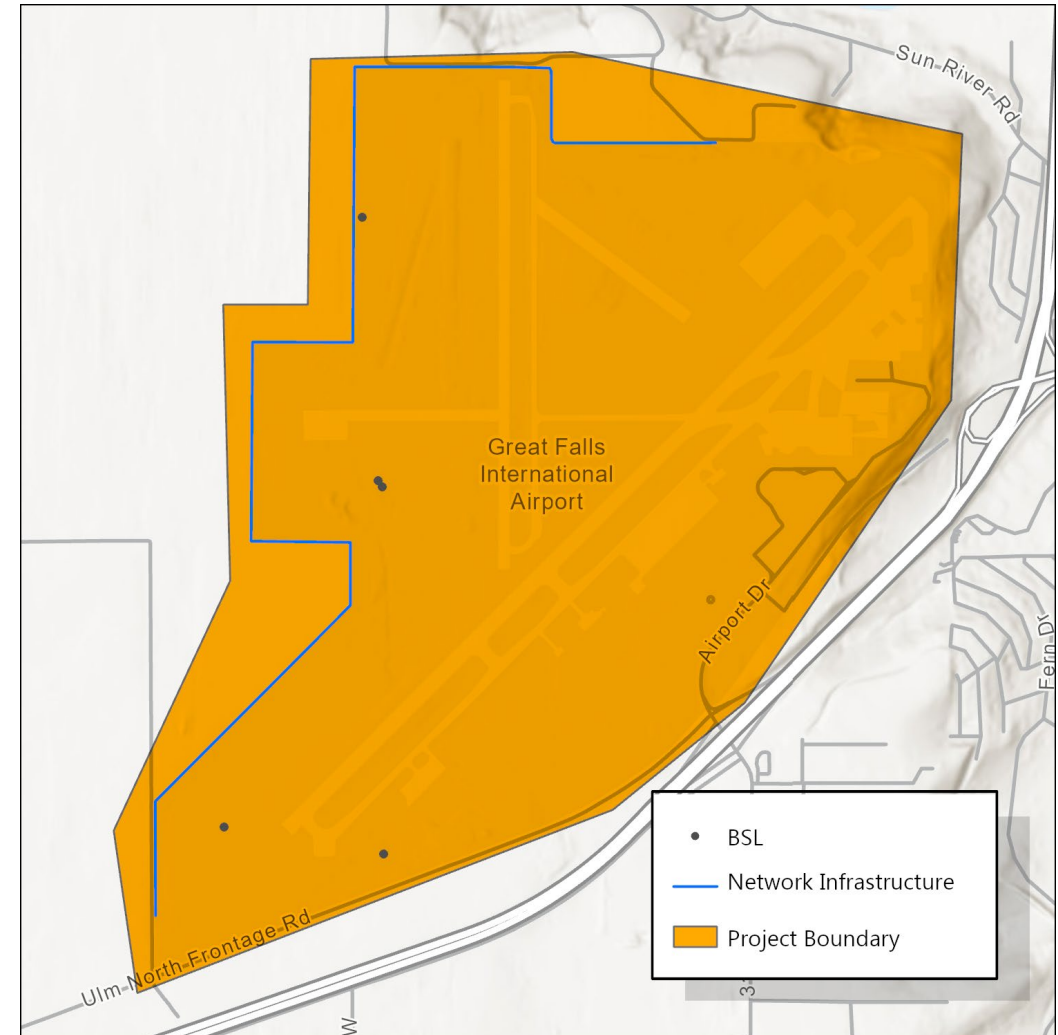 Sun River Rd
Great Falls
International
Airport
Airport Dr
Fern Dr
Ulm North Frontage Rd
W
3
BSL
Network Infrastructure
Project Boundary